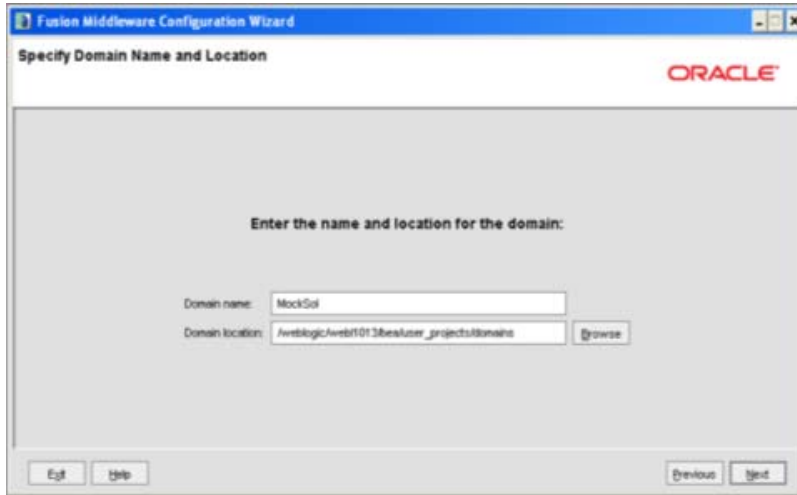 Fusion Middleware Configuration Wizard
Specify Domain Name and Location
ORACLE
Enter the name and location for the domain:
Domain name: MockSol
Domain location: /weblogic/webl1013/bea/user_projects/domains Browse
Exit Help Previous Next